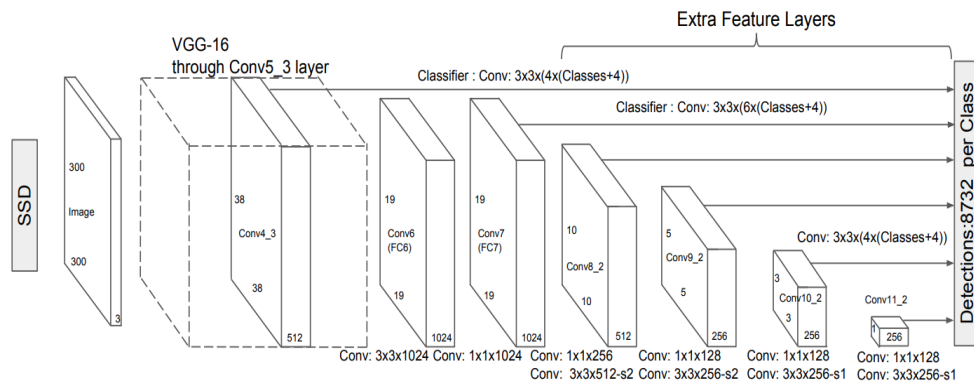 Extra Feature Layers
VGG-16
through Conv5_3 layer
Classifier : Conv: 3x3x(4x(Classes+4))
Classifier : Conv: 3x3x(6x(Classes+4))
SSD
300
Image
300
3
38
Conv4_3
38
512
19
Conv6
(FC6)
19
1024
19
Conv7
(FC7)
19
1024
10
Conv8_2
10
512
5
Conv9_2
5
256
Conv: 3x3x(4x(Classes+4))
3
Conv10_2
3
256
Conv11_2
1
256
Detections:8732 per Class
Conv: 3x3x1024
Conv: 1x1x1024
Conv: 1x1x256
Conv: 3x3x512-s2
Conv: 1x1x128
Conv: 3x3x256-s2
Conv: 1x1x128
Conv: 3x3x256-s1
Conv: 1x1x128
Conv: 3x3x256-s1